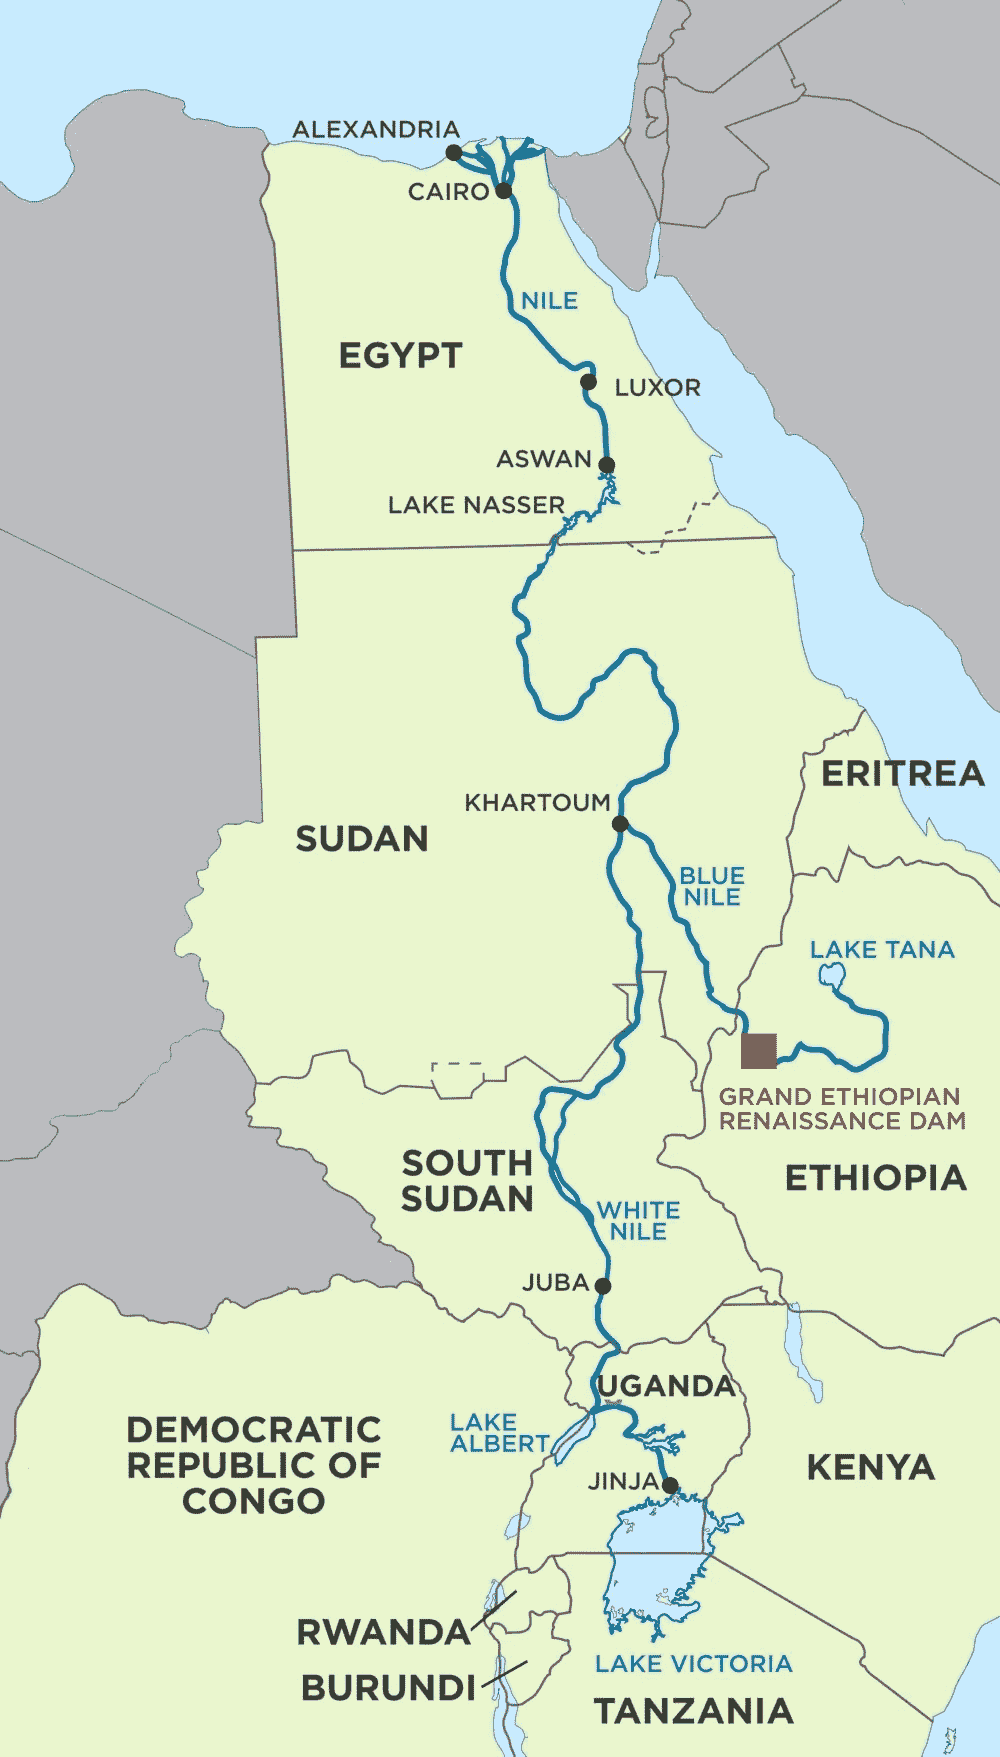 ALEXANDRIA
CAIRO
NILE
EGYPT
LUXOR
ASWAN
LAKE NASSER
ERITREA
KHARTOUM
SUDAN
BLUE
NILE
LAKE TANA
GRAND ETHIOPIAN
RENAISSANCE DAM
SOUTH
SUDAN
ETHIOPIA
WHITE
NILE
JUBA
UGANDA
LAKE
ALBERT
DEMOCRATIC
REPUBLIC OF
CONGO
KENYA
JINJA
RWANDA
LAKE VICTORIA
BURUNDI
TANZANIA